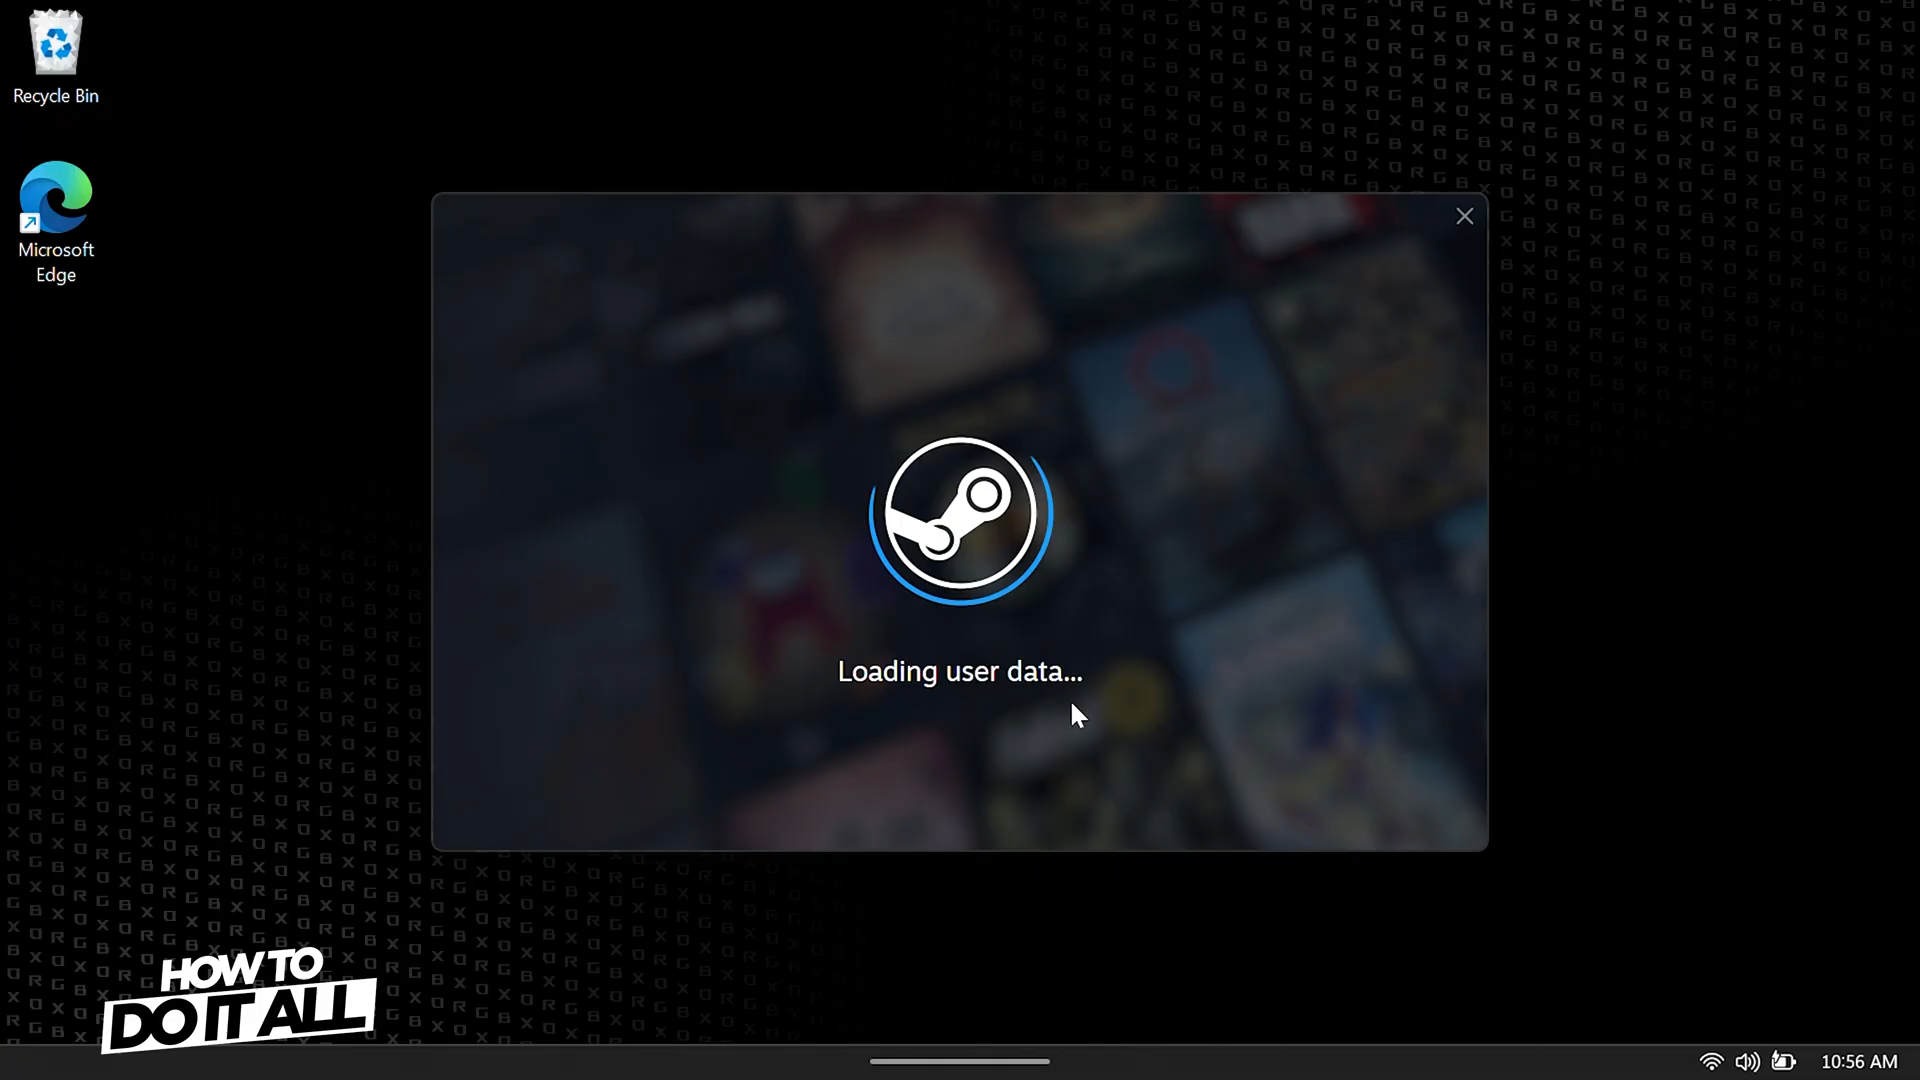 Recycle Bin
Microsoft
Edge
Loading user data...
HOW TO
DO IT ALL
10:56 AM